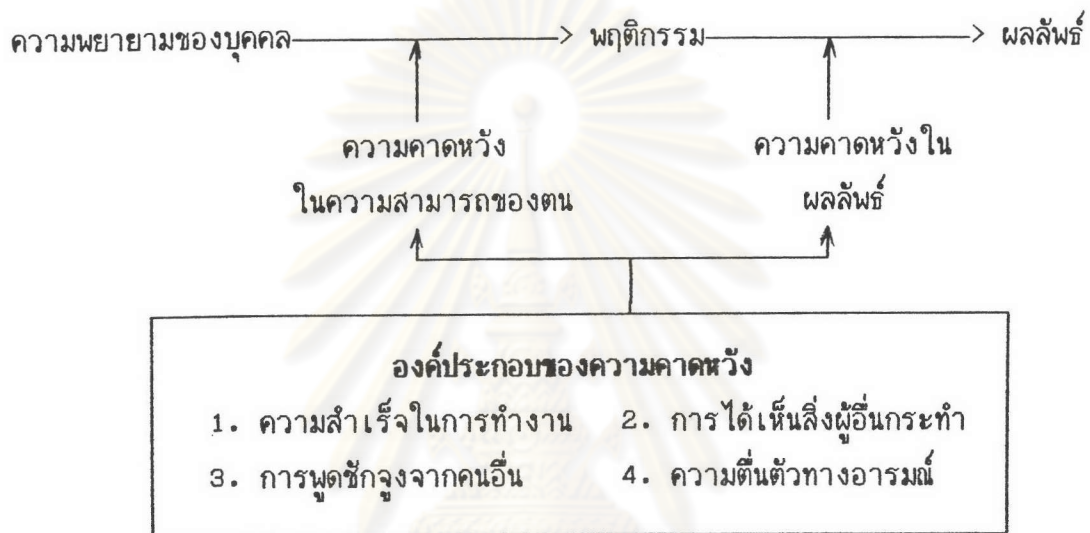 ความพยายามของบุคคล > พฤติกรรม > ผลลัพธ์
ความคาดหวัง ความคาดหวังใน
ในความสามารถของตน ผลลัพธ์
องค์ประกอบของความคาดหวัง
1. ความสำเร็จในการทำงาน 2. การได้เห็นสิ่งผู้อื่นกระทำ
3. การพูดชักจูงจากคนอื่น 4. ความตื่นตัวทางอารมณ์